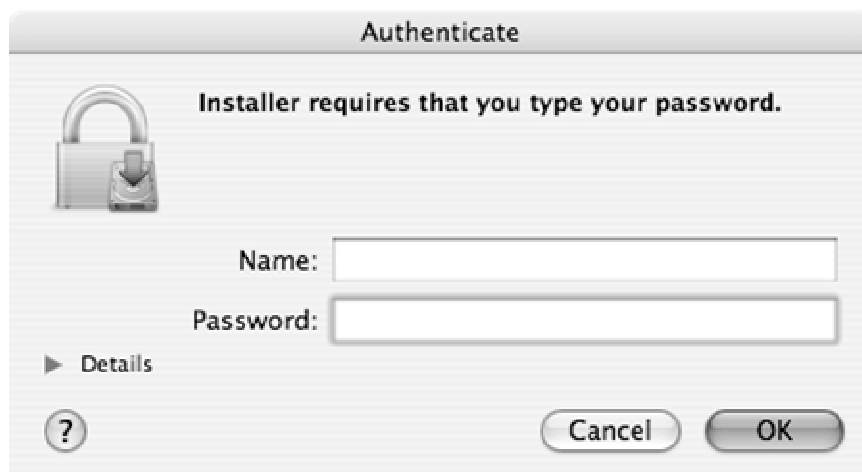 Authenticate
Installer requires that you type your password.
Name:
Password:
Details
?
Cancel
OK